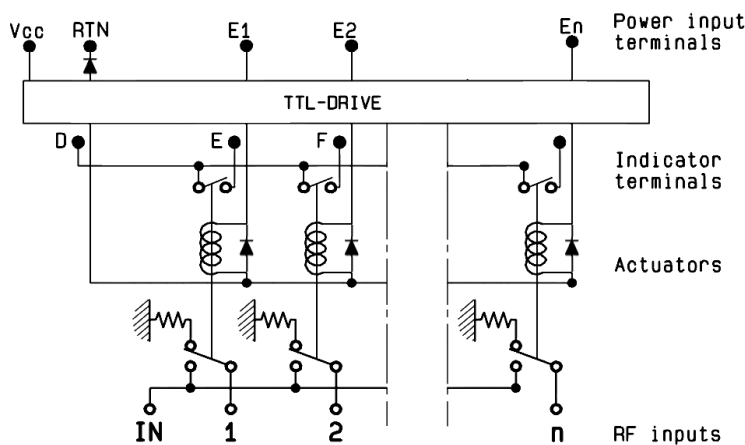 Vcc RTN E1 E2 En Power input
terminals
TTL-DRIVE
D E F Indicator
terminals
Actuators
IN 1 2 n RF inputs